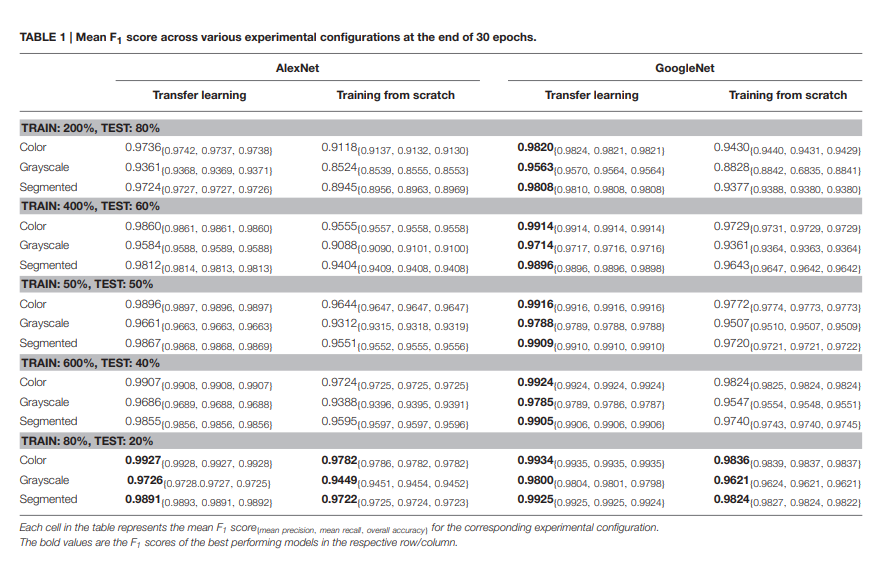 TABLE 1 | Mean F1 score across various experimental configurations at the end of 30 epochs.
AlexNet GoogleNet
Transfer learning Training from scratch Transfer learning Training from scratch
TRAIN: 200%, TEST: 80%
Color 0.9736{0.9742, 0.9737, 0.9738} 0.9118{0.9137, 0.9132, 0.9130} 0.9820{0.9824, 0.9821, 0.9821} 0.9430{0.9440, 0.9431, 0.9429}
Grayscale 0.9361{0.9368, 0.9369, 0.9371} 0.8524{0.8539, 0.8555, 0.8553} 0.9563{0.9570, 0.9564, 0.9564} 0.8828{0.8842, 0.6835, 0.8841}
Segmented 0.9724{0.9727, 0.9727, 0.9726} 0.8945{0.8956, 0.8963, 0.8969} 0.9808{0.9810, 0.9808, 0.9808} 0.9377{0.9388, 0.9380, 0.9380}
TRAIN: 400%, TEST: 60%
Color 0.9860{0.9861, 0.9861, 0.9860} 0.9555{0.9557, 0.9558, 0.9558} 0.9914{0.9914, 0.9914, 0.9914} 0.9729{0.9731, 0.9729, 0.9729}
Grayscale 0.9584{0.9588, 0.9589, 0.9588} 0.9088{0.9090, 0.9101, 0.9100} 0.9714{0.9717, 0.9716, 0.9716} 0.9361{0.9364, 0.9363, 0.9364}
Segmented 0.9812{0.9814, 0.9813, 0.9813} 0.9404{0.9409, 0.9408, 0.9408} 0.9896{0.9896, 0.9896, 0.9898} 0.9643{0.9647, 0.9642, 0.9642}
TRAIN: 50%, TEST: 50%
Color 0.9896{0.9897, 0.9896, 0.9897} 0.9644{0.9647, 0.9647, 0.9647} 0.9916{0.9916, 0.9916, 0.9916} 0.9772{0.9774, 0.9773, 0.9773}
Grayscale 0.9661{0.9663, 0.9663, 0.9663} 0.9312{0.9315, 0.9318, 0.9319} 0.9788{0.9789, 0.9788, 0.9788} 0.9507{0.9510, 0.9507, 0.9509}
Segmented 0.9867{0.9868, 0.9868, 0.9869} 0.9551{0.9552, 0.9555, 0.9556} 0.9909{0.9910, 0.9910, 0.9910} 0.9720{0.9721, 0.9721, 0.9722}
TRAIN: 600%, TEST: 40%
Color 0.9907{0.9908, 0.9908, 0.9907} 0.9724{0.9725, 0.9725, 0.9725} 0.9924{0.9924, 0.9924, 0.9924} 0.9824{0.9825, 0.9824, 0.9824}
Grayscale 0.9686{0.9689, 0.9688, 0.9688} 0.9388{0.9396, 0.9395, 0.9391} 0.9785{0.9789, 0.9786, 0.9787} 0.9547{0.9554, 0.9548, 0.9551}
Segmented 0.9855{0.9856, 0.9856, 0.9856} 0.9595{0.9597, 0.9597, 0.9596} 0.9905{0.9906, 0.9906, 0.9906} 0.9740{0.9743, 0.9740, 0.9745}
TRAIN: 80%, TEST: 20%
Color 0.9927{0.9928, 0.9927, 0.9928} 0.9782{0.9786, 0.9782, 0.9782} 0.9934{0.9935, 0.9935, 0.9935} 0.9836{0.9839, 0.9837, 0.9837}
Grayscale 0.9726{0.9728.0.9727, 0.9725} 0.9449{0.9451, 0.9454, 0.9452} 0.9800{0.9804, 0.9801, 0.9798} 0.9621{0.9624, 0.9621, 0.9621}
Segmented 0.9891{0.9893, 0.9891, 0.9892} 0.9722{0.9725, 0.9724, 0.9723} 0.9925{0.9925, 0.9925, 0.9924} 0.9824{0.9827, 0.9824, 0.9822}
Each cell in the table represents the mean F1 score{mean precision, mean recall, overall accuracy} for the corresponding experimental configuration.
The bold values are the F1 scores of the best performing models in the respective row/column.